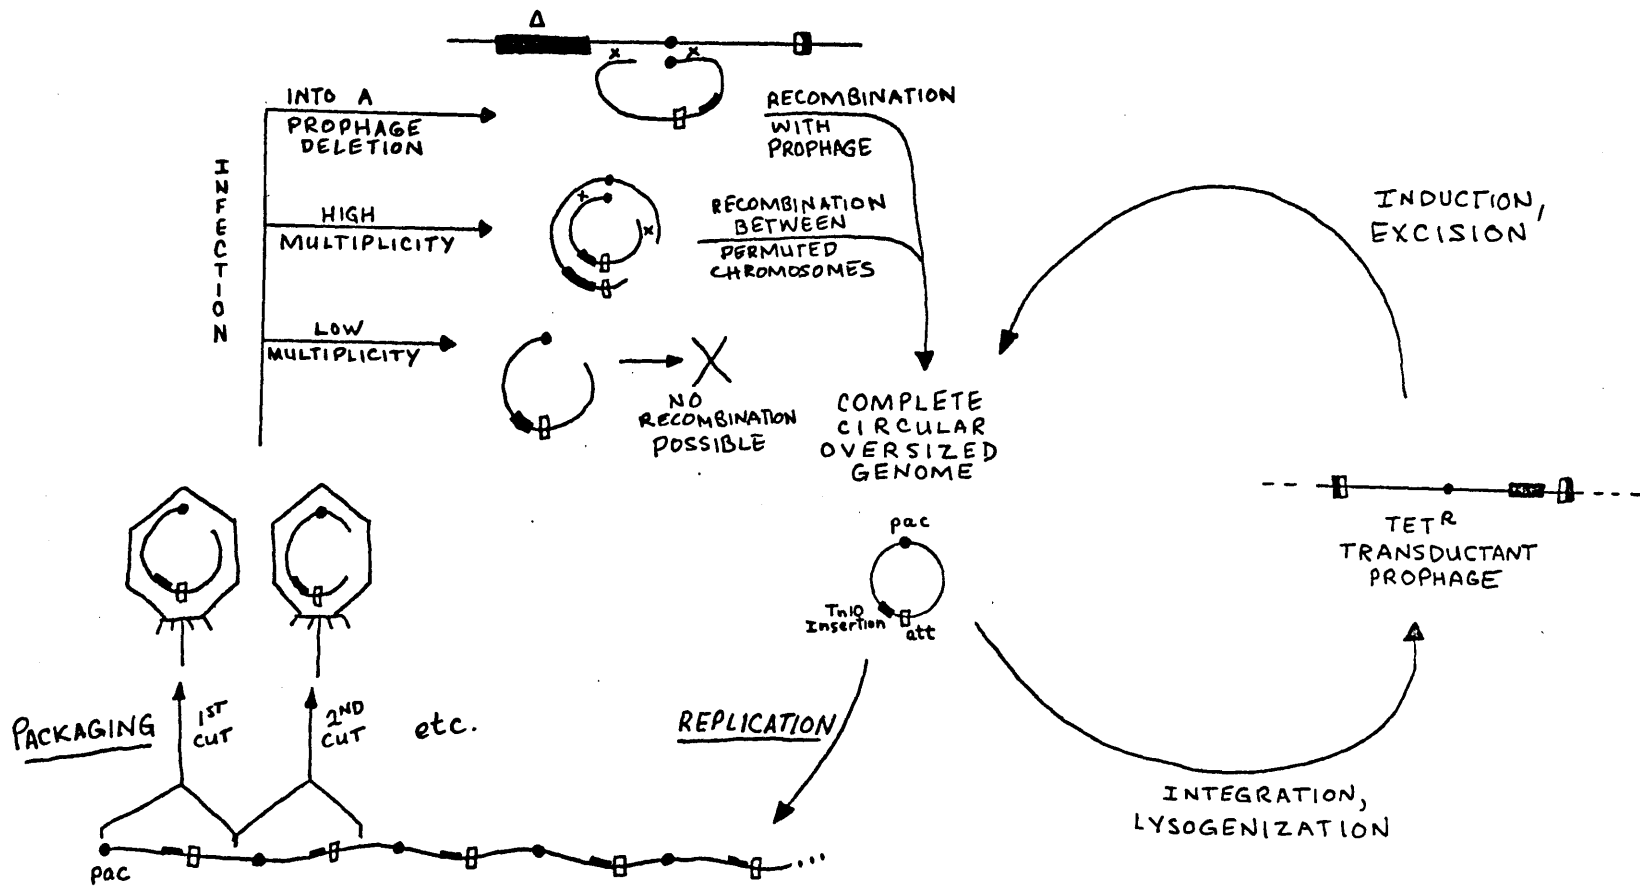 Δ
INTO A
PROPHAGE
DELETION
RECOMBINATION
WITH
PROPHAGE
INFECTION
HIGH
MULTIPLICITY
RECOMBINATION
BETWEEN
PERMUTED
CHROMOSOMES
INDUCTION,
EXCISION
LOW
MULTIPLICITY
NO
RECOMBINATION
POSSIBLE
COMPLETE
CIRCULAR
OVERSIZED
GENOME
pac
Tn10
Insertion
att
TET^R
TRANSDUCTANT
PROPHAGE
PACKAGING
1ST
CUT
2ND
CUT
etc.
REPLICATION
INTEGRATION,
LYSOGENIZATION
pac
...